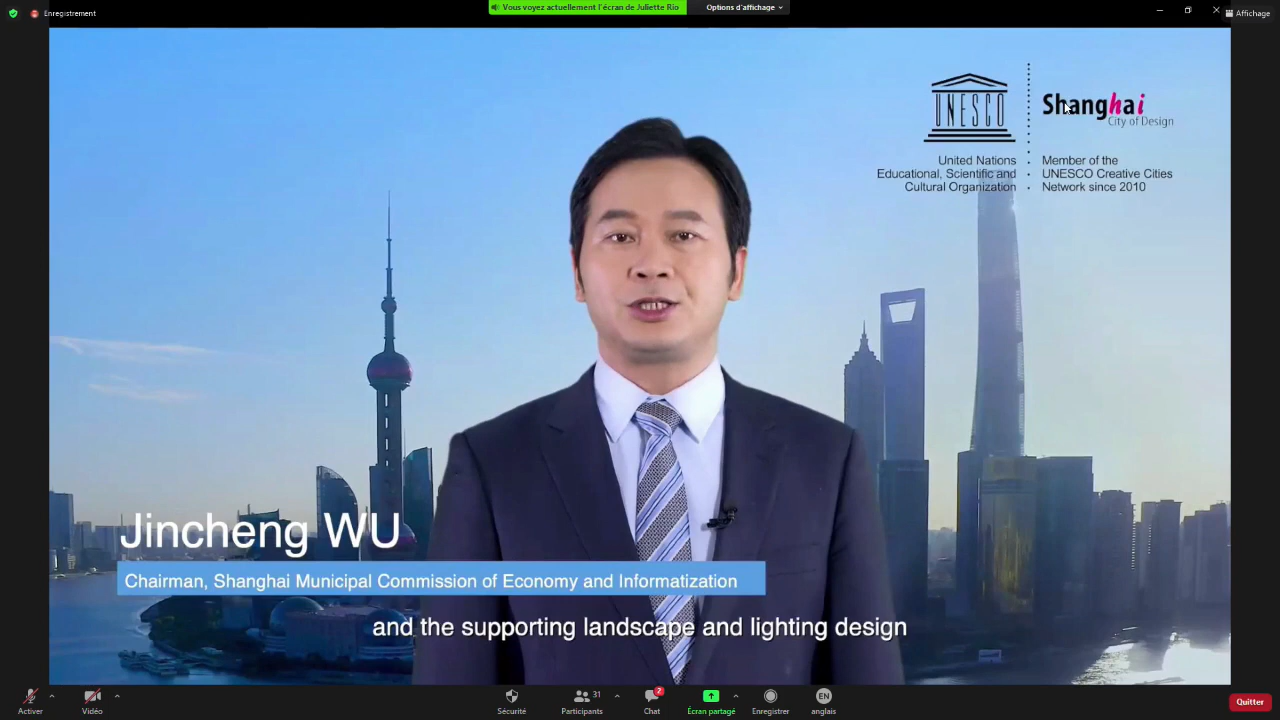 Enregistrement
Vous voyez actuellement l'écran de Juliette Rio
Options d'affichage
Affichage
UNESCO
Shanghai
City of Design
United Nations
Educational, Scientific and
Cultural Organization
Member of the
UNESCO Creative Cities
Network since 2010
Jincheng WU
Chairman, Shanghai Municipal Commission of Economy and Informatization
and the supporting landscape and lighting design
Activer
Vidéo
Sécurité
31
Participants
2
Chat
Écran partagé
Enregistrer
EN
anglais
Quitter